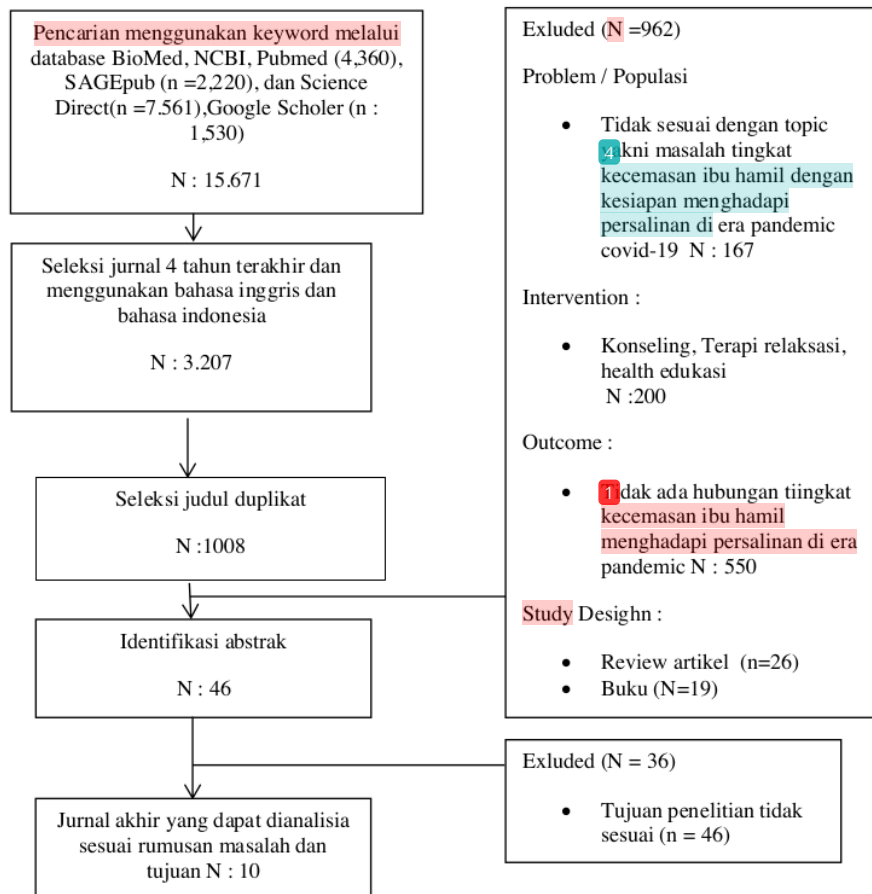 Pencarian menggunakan keyword melalui
database BioMed, NCBI, Pubmed (4,360),
SAGEpub (n =2,220), dan Science
Direct(n =7.561),Google Scholer (n :
1,530)
N : 15.671
Seleksi jurnal 4 tahun terakhir dan
menggunakan bahasa inggris dan
bahasa indonesia
N : 3.207
Seleksi judul duplikat
N :1008
Identifikasi abstrak
N : 46
Jurnal akhir yang dapat dianalisia
sesuai rumusan masalah dan
tujuan N : 10
Exluded (N =962)
Problem / Populasi
• Tidak sesuai dengan topic
4 akni masalah tingkat
kecemasan ibu hamil dengan
kesiapan menghadapi
persalinan di era pandemic
covid-19 N : 167
Intervention :
• Konseling, Terapi relaksasi,
health edukasi
N :200
Outcome :
• 1 idak ada hubungan tiingkat
kecemasan ibu hamil
menghadapi persalinan di era
pandemic N : 550
Study Desighn :
• Review artikel (n=26)
• Buku (N=19)
Exluded (N = 36)
• Tujuan penelitian tidak
sesuai (n = 46)